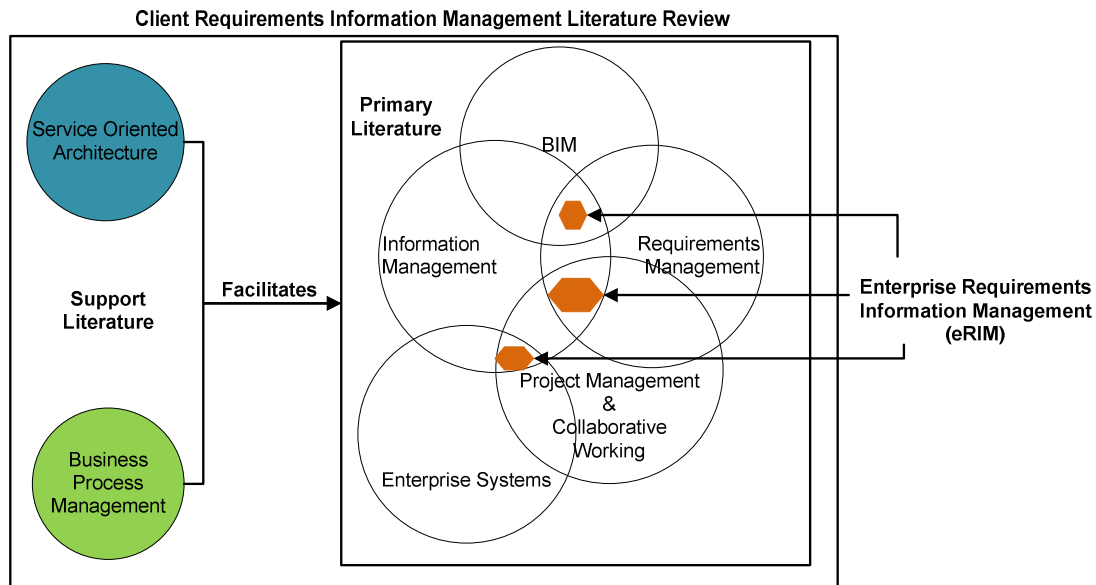 Client Requirements Information Management Literature Review
Service Oriented
Architecture
Support
Literature
Business
Process
Management
Facilitates
Primary
Literature
BIM
Information
Management
Requirements
Management
Project Management
&
Collaborative
Working
Enterprise Systems
Enterprise Requirements
Information Management
(eRIM)